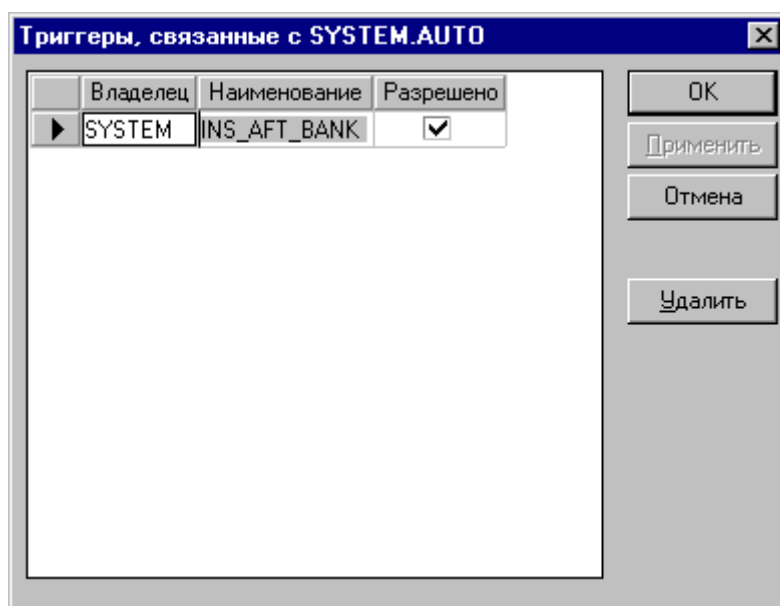 Триггеры, связанные с SYSTEM.AUTO
Владелец Наименование Разрешено
SYSTEM INS_AFT_BANK
OK
Применить
Отмена
Удалить